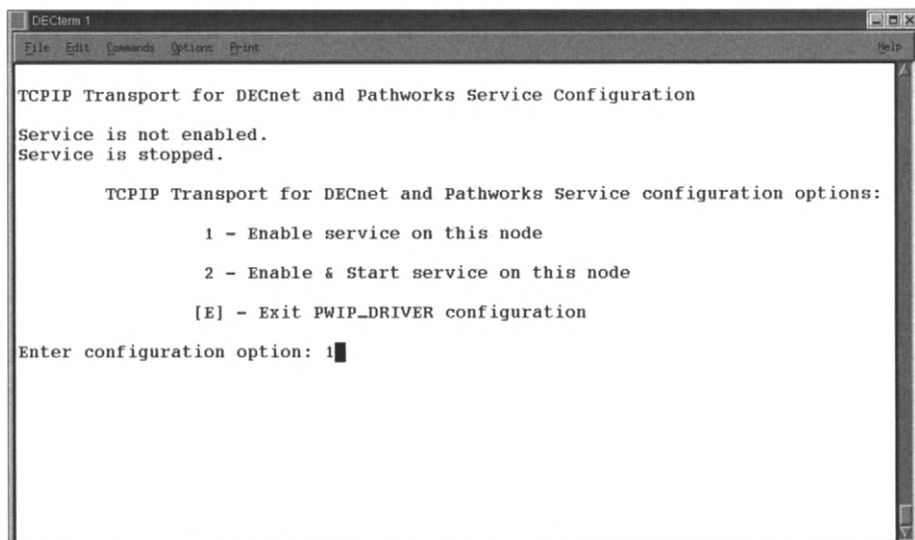 DECterm 1
File Edit Commands Options Print Help
TCPIP Transport for DECnet and Pathworks Service Configuration
Service is not enabled.
Service is stopped.
TCPIP Transport for DECnet and Pathworks Service configuration options:
1 - Enable service on this node
2 - Enable & Start service on this node
[E] - Exit PWIP_DRIVER configuration
Enter configuration option: 1